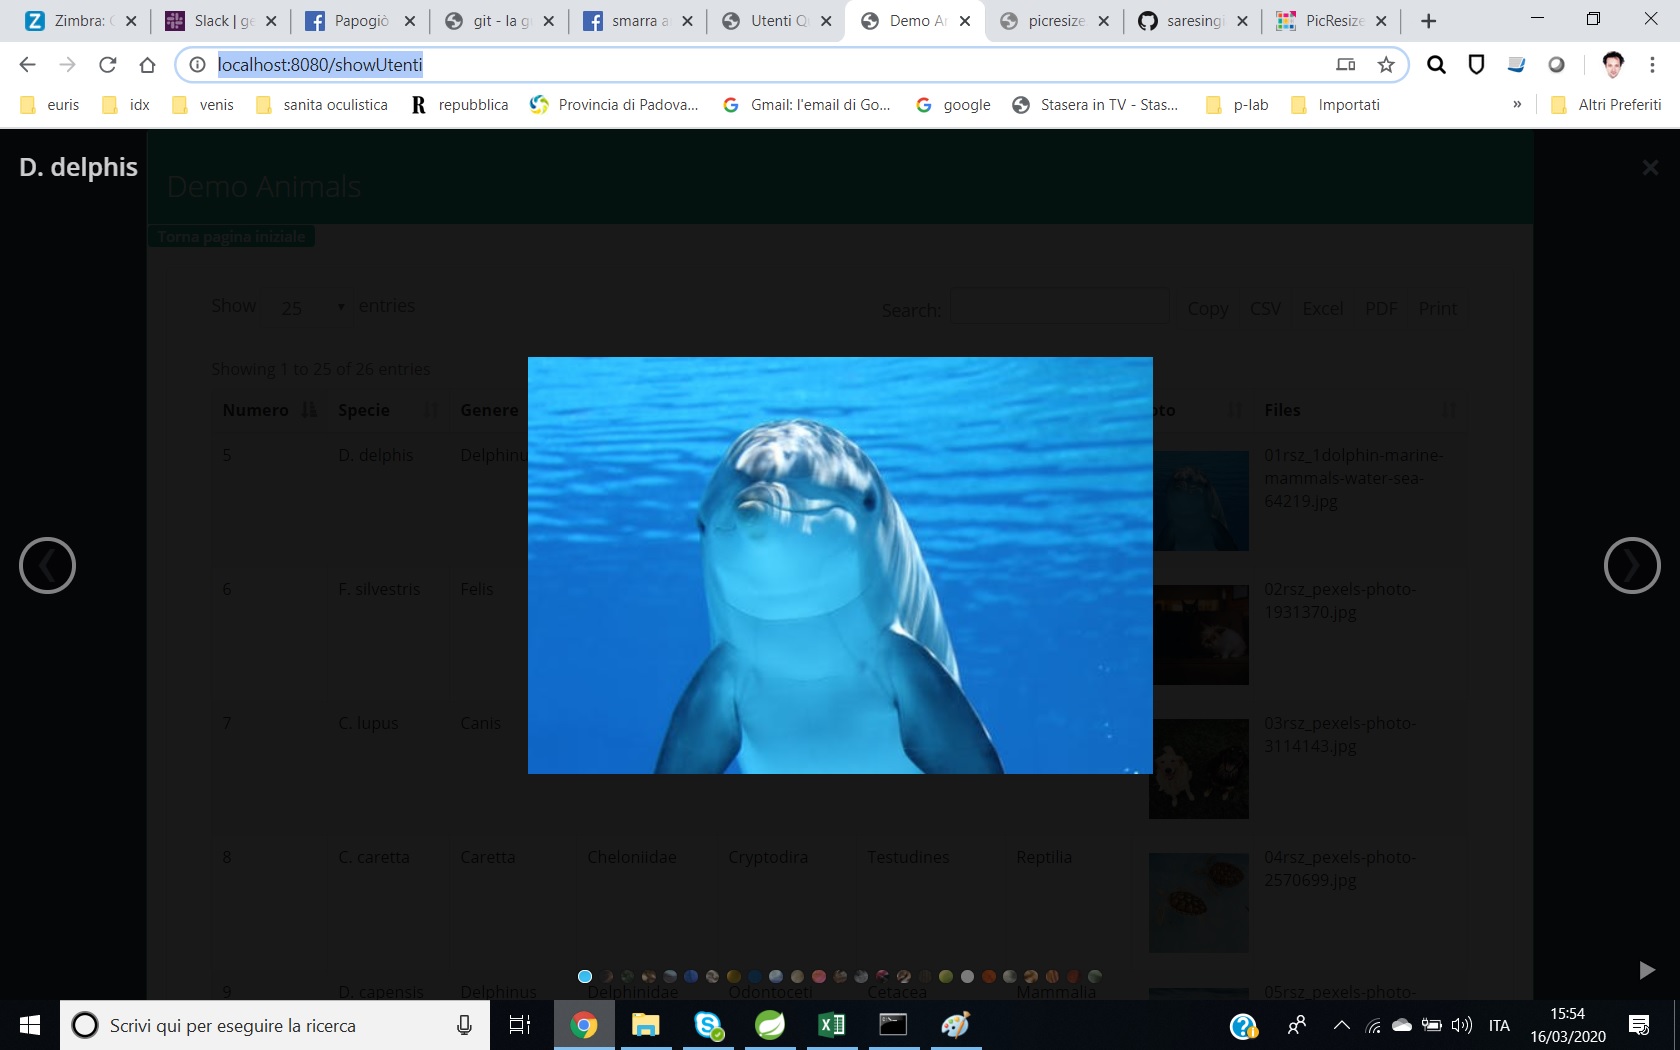 Zimbra: C
Slack | ge
Papogiò
git - la g
smarra a
Utenti Q
Demo An
picresize
saresingi
PicResize
localhost:8080/showUtenti
euris
idx
venis
sanita oculistica
R repubblica
Provincia di Padova...
Gmail: l'email di Go...
google
Stasera in TV - Stas...
p-lab
Importati
»
Altri Preferiti
D. delphis
Demo Animals
Torna pagina iniziale
Show 25 entries
Search:
Copy CSV Excel PDF Print
Showing 1 to 25 of 26 entries
Numero Specie Genere oto Files
5 D. delphis Delphinu 01rsz_1dolphin-marine-
mammals-water-sea-
64219.jpg
6 F. silvestris Felis 02rsz_pexels-photo-
1931370.jpg
7 C. lupus Canis 03rsz_pexels-photo-
3114143.jpg
8 C. caretta Caretta Cheloniidae Cryptodira Testudines Reptilia 04rsz_pexels-photo-
2570699.jpg
9 D. capensis Delphinus Delphinidae Odontoceti Cetacea Mammalia 05rsz_pexels-photo-
Scrivi qui per eseguire la ricerca
ITA
15:54
16/03/2020